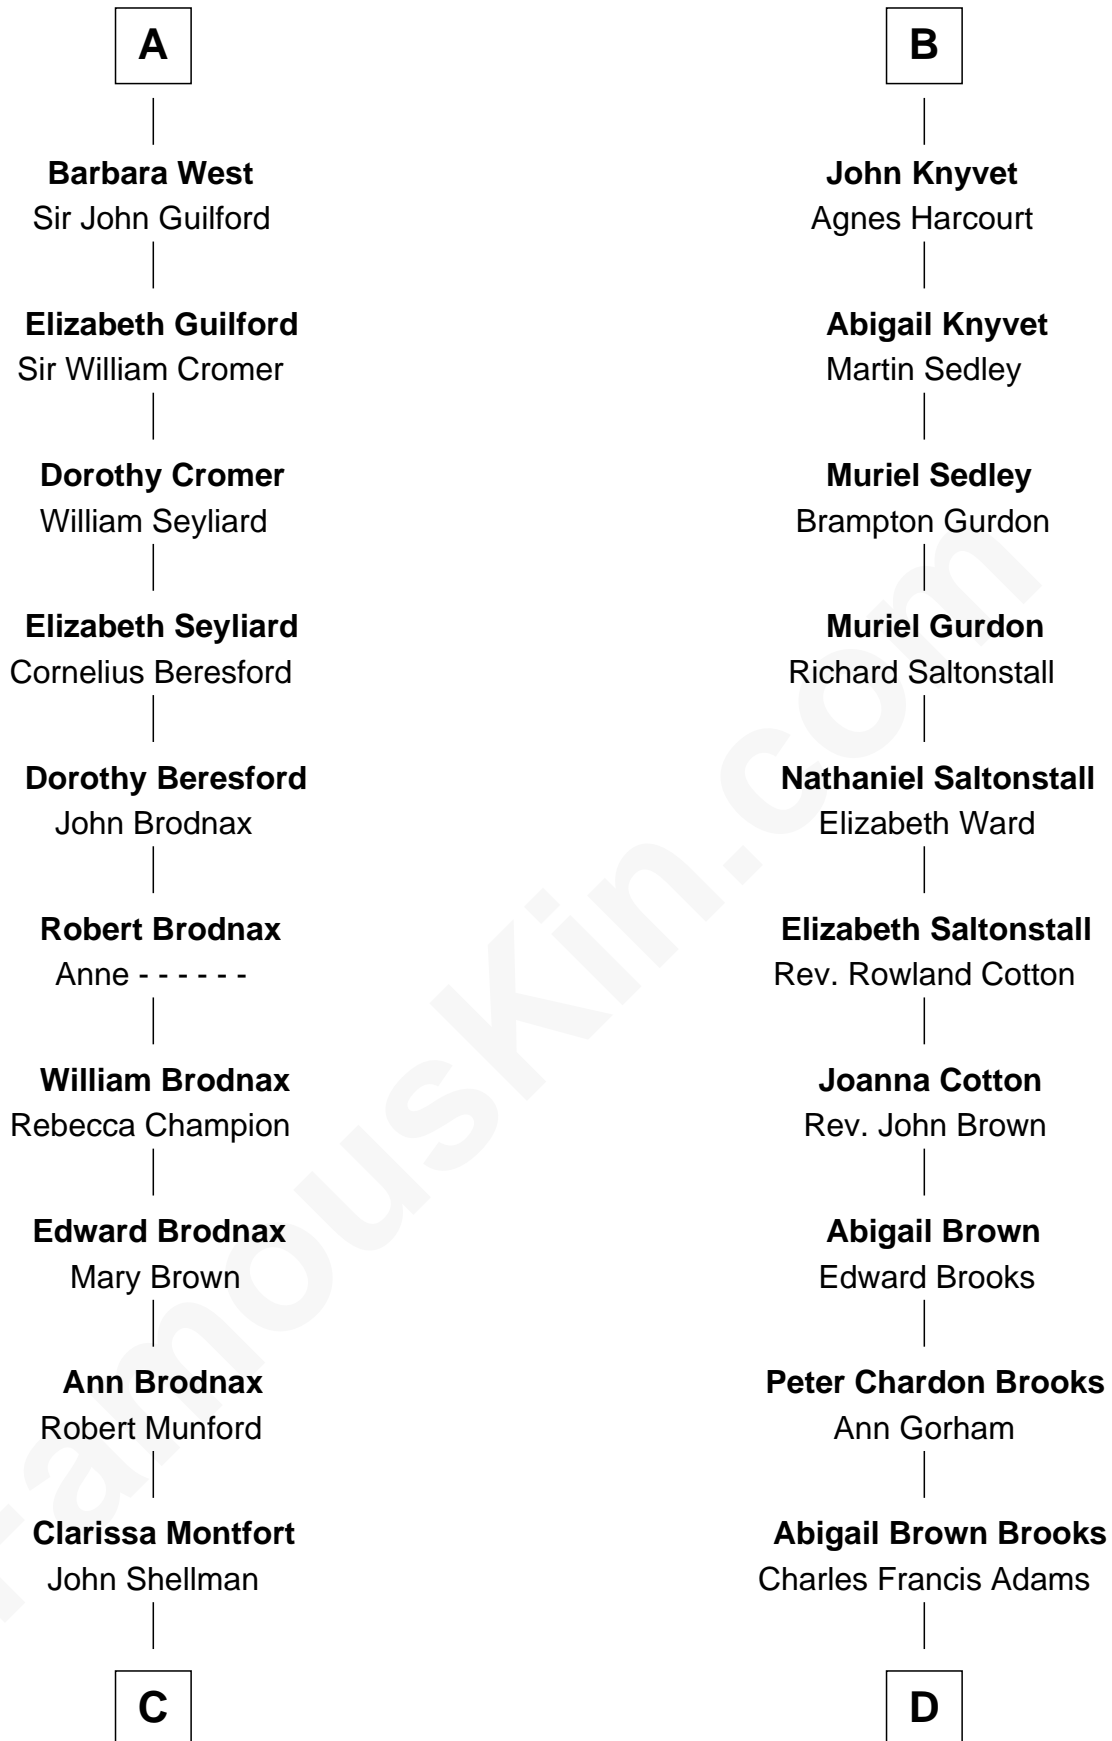 A
Barbara West
Sir John Guilford
Elizabeth Guilford
Sir William Cromer
Dorothy Cromer
William Seyliard
Elizabeth Seyliard
Cornelius Beresford
Dorothy Beresford
John Brodnax
Robert Brodnax
Anne - - - - - -
William Brodnax
Rebecca Champion
Edward Brodnax
Mary Brown
Ann Brodnax
Robert Munford
Clarissa Montfort
John Shellman
C
B
John Knyvet
Agnes Harcourt
Abigail Knyvet
Martin Sedley
Muriel Sedley
Brampton Gurdon
Muriel Gurdon
Richard Saltonstall
Nathaniel Saltonstall
Elizabeth Ward
Elizabeth Saltonstall
Rev. Rowland Cotton
Joanna Cotton
Rev. John Brown
Abigail Brown
Edward Brooks
Peter Chardon Brooks
Ann Gorham
Abigail Brown Brooks
Charles Francis Adams
D
FamousKin.com